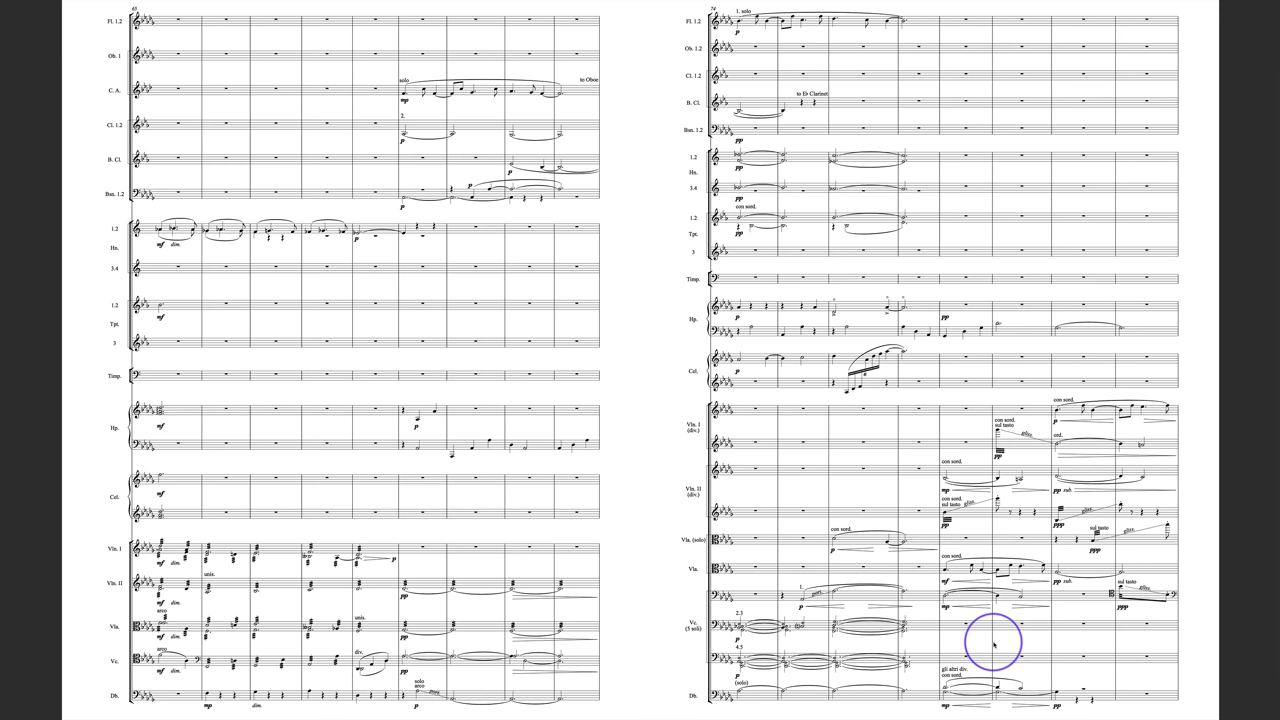 65
Fl. 1.2
Ob. 1
solo
to Oboe
C. A.
mp
2.
Cl. 1.2
p
B. Cl.
p
p
Bsn. 1.2
p
1.2
mf dim.
p
Hn.
3.4
1.2
mf
Tpt.
3
Timp.
Hp.
mf
p
Cel.
mf
Vln. I
mf dim.
p
unis.
Vln. II
mf dim.
pp
arco
unis.
Vla.
mf dim.
pp
arco
div.
Vc.
mf dim.
mp
pp
solo
arco
Db.
mp
dim.
p
74
1. solo
Fl. 1.2
p
Ob. 1.2
Cl. 1.2
to E♭ Clarinet
B. Cl.
pp
Bsn. 1.2
1.2
pp
Hn.
3.4
pp
con sord.
1.2
pp
Tpt.
3
Timp.
Hp.
p
pp
Cel.
p
con sord.
p
Vln. I
(div.)
con sord.
sul tasto
gliss.
ord.
pp
con sord.
Vln. II
(div.)
mp
pp sub.
con sord.
sul tasto
gliss.
gliss.
pp
ppp
con sord.
sul tasto
gliss.
Vla. (solo)
p
ppp
con sord.
Vla.
mf
pp sub.
1.
sul tasto
gliss.
p
mp
ppp
2.3
Vc.
(5 soli)
p
4.5
p
gli altri div.
con sord.
(solo)
Db.
mp
pp